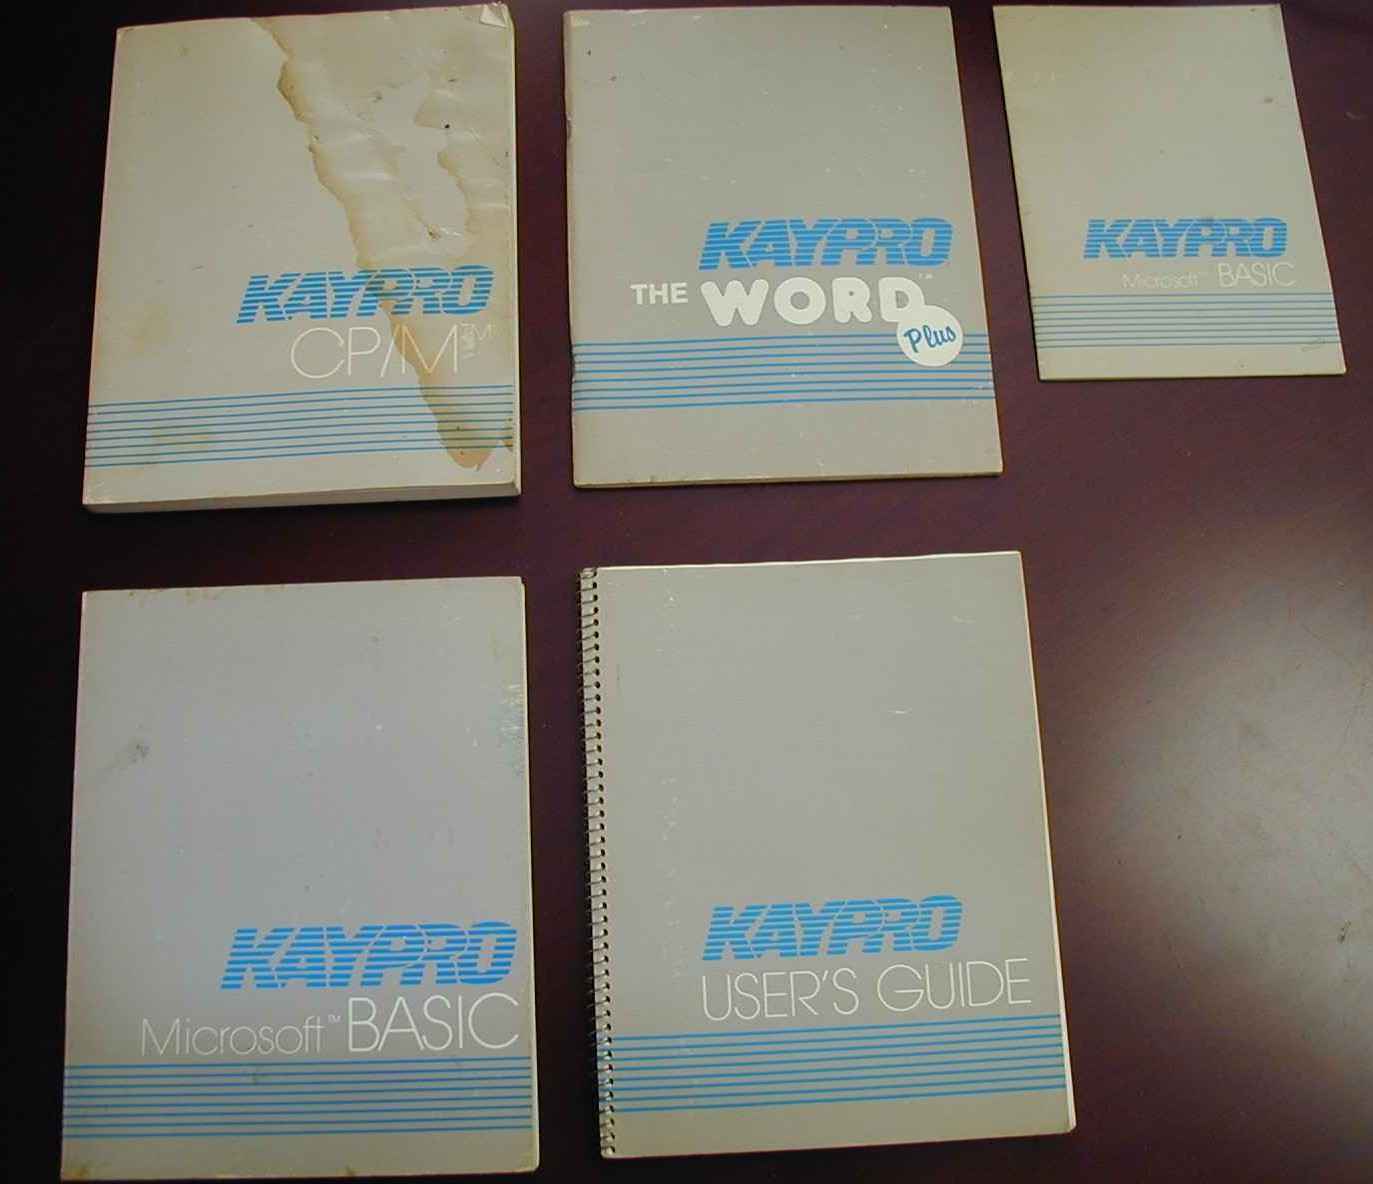 KAYPRO
CP/M™
KAYPRO
THE WORD™
Plus
KAYPRO
Microsoft™ BASIC
KAYPRO
Microsoft™ BASIC
KAYPRO
USER'S GUIDE